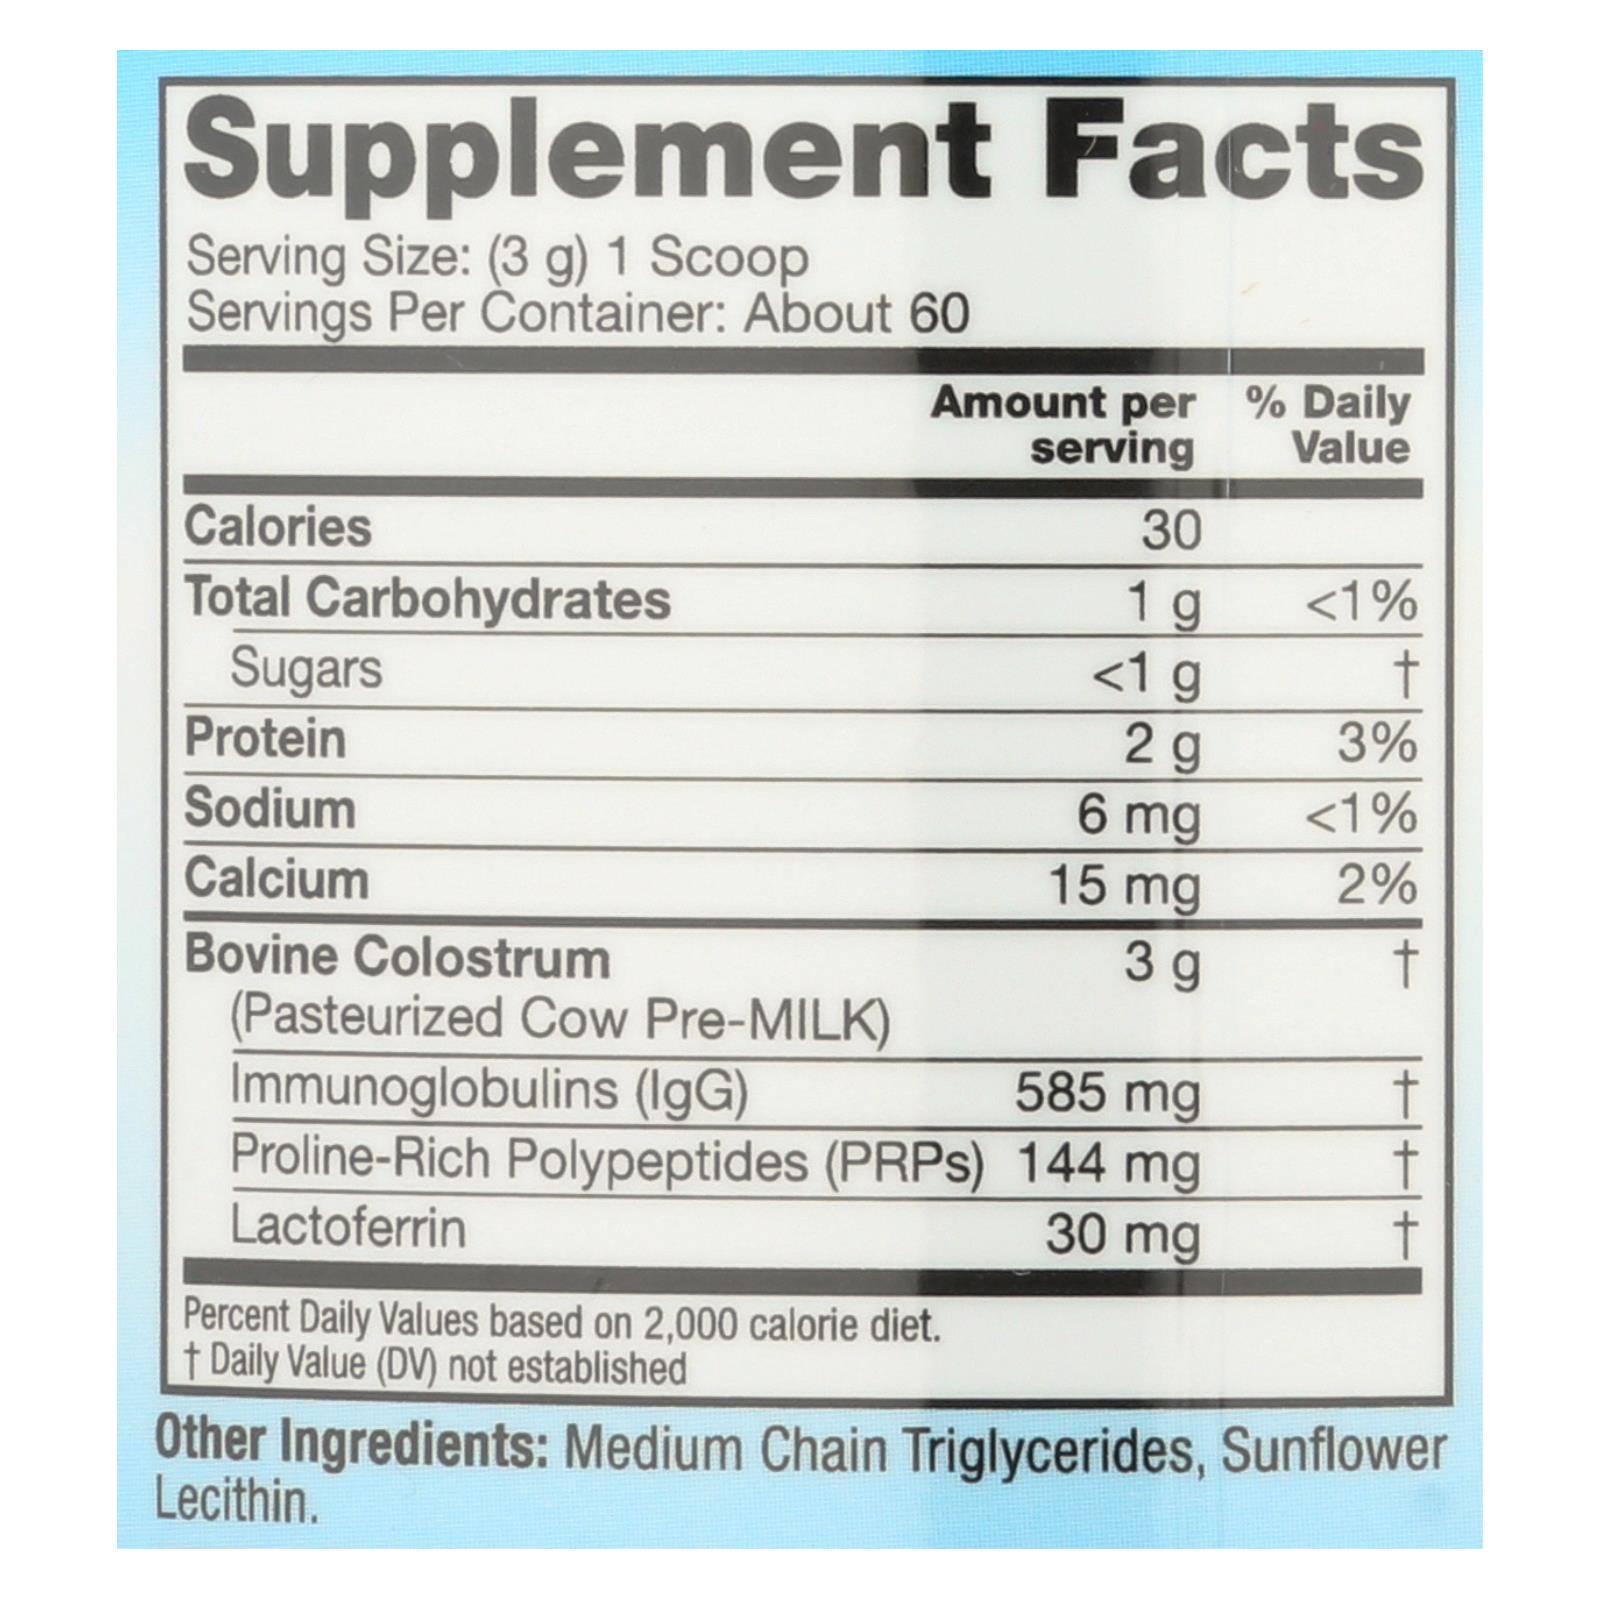 Supplement Facts
Serving Size: (3 g) 1 Scoop
Servings Per Container: About 60
Amount per serving % Daily Value
Calories 30
Total Carbohydrates 1 g <1%
Sugars <1 g †
Protein 2 g 3%
Sodium 6 mg <1%
Calcium 15 mg 2%
Bovine Colostrum 3 g †
(Pasteurized Cow Pre-MILK)
Immunoglobulins (IgG) 585 mg †
Proline-Rich Polypeptides (PRPs) 144 mg †
Lactoferrin 30 mg †
Percent Daily Values based on 2,000 calorie diet.
† Daily Value (DV) not established
Other Ingredients: Medium Chain Triglycerides, Sunflower
Lecithin.